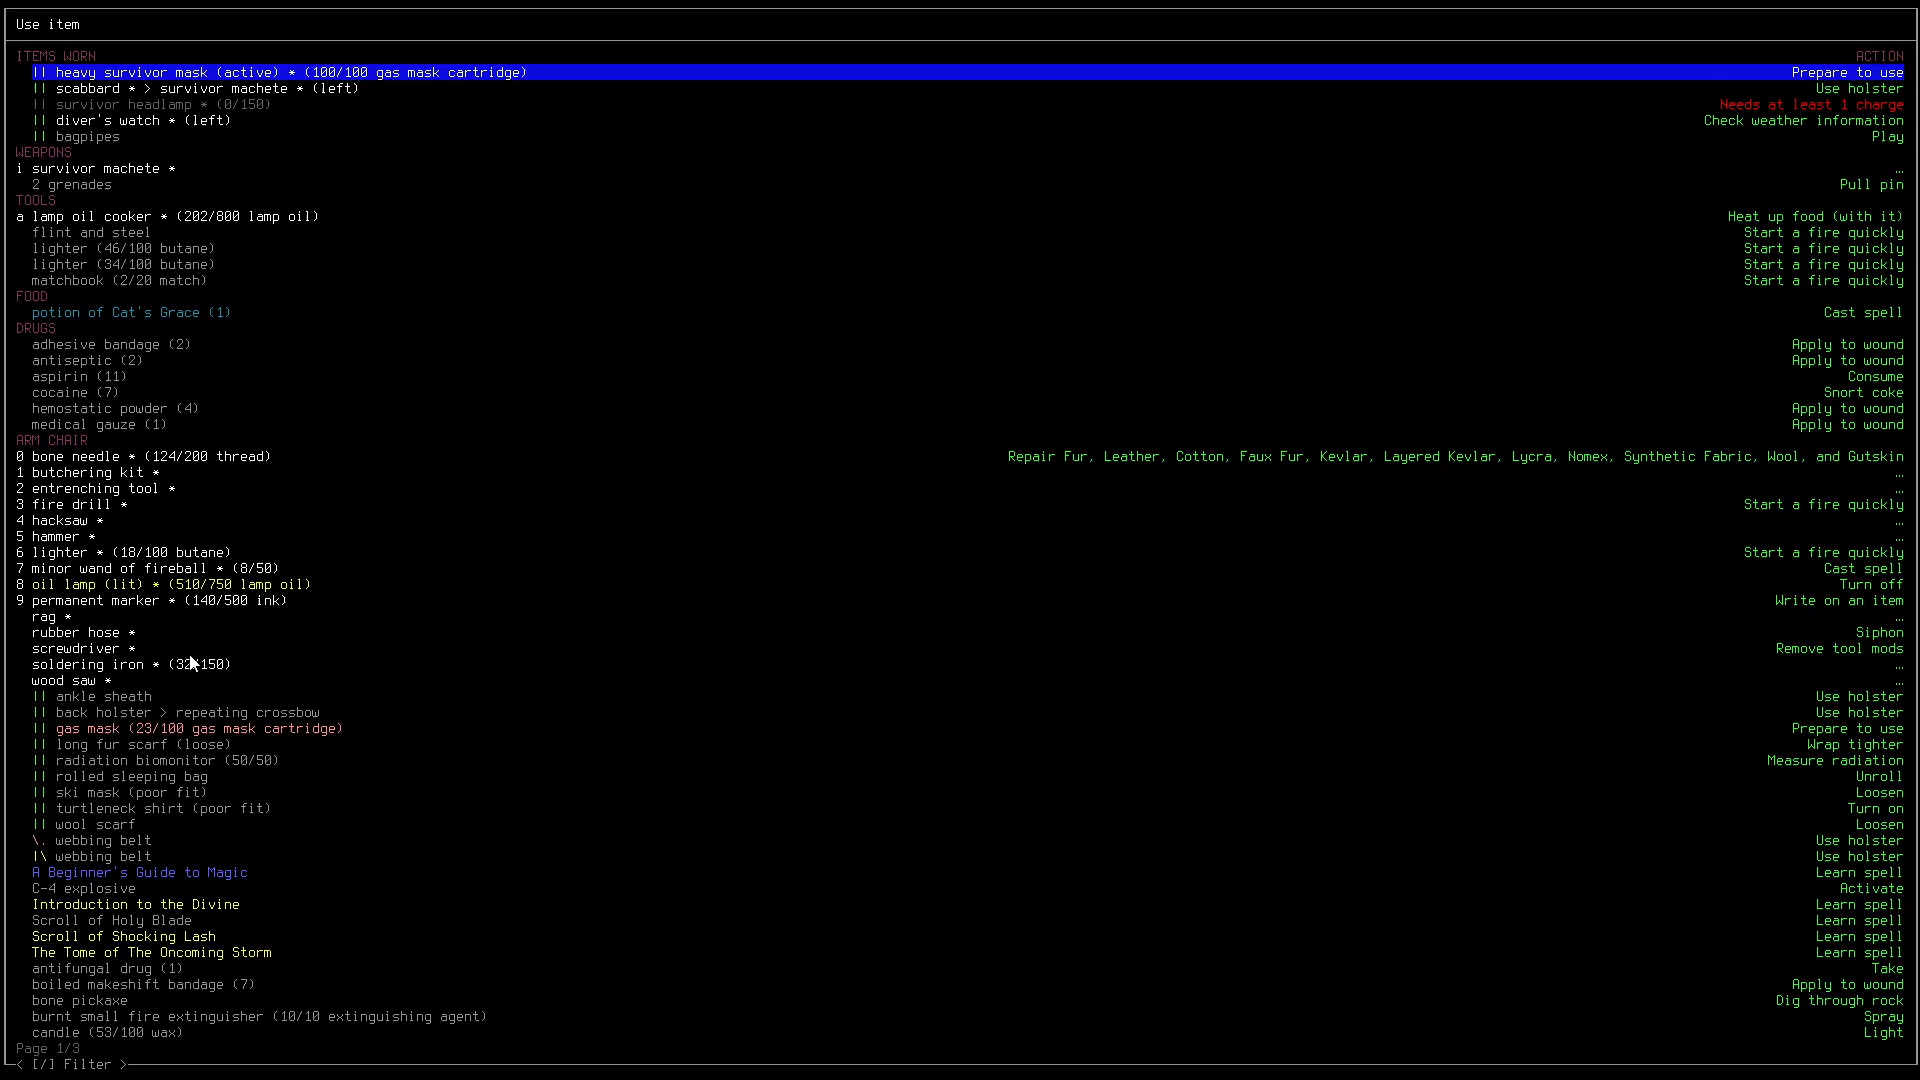 Use item
ITEMS WORN ACTION
|| heavy survivor mask (active) * (100/100 gas mask cartridge) Prepare to use
|| scabbard * > survivor machete * (left) Use holster
|| survivor headlamp * (0/150) Needs at least 1 charge
|| diver's watch * (left) Check weather information
|| bagpipes Play
WEAPONS
i survivor machete * …
2 grenades Pull pin
TOOLS
a lamp oil cooker * (202/800 lamp oil) Heat up food (with it)
flint and steel Start a fire quickly
lighter (46/100 butane) Start a fire quickly
lighter (34/100 butane) Start a fire quickly
matchbook (2/20 match) Start a fire quickly
FOOD
potion of Cat's Grace (1) Cast spell
DRUGS
adhesive bandage (2) Apply to wound
antiseptic (2) Apply to wound
aspirin (11) Consume
cocaine (7) Snort coke
hemostatic powder (4) Apply to wound
medical gauze (1) Apply to wound
ARM CHAIR
0 bone needle * (124/200 thread) Repair Fur, Leather, Cotton, Faux Fur, Kevlar, Layered Kevlar, Lycra, Nomex, Synthetic Fabric, Wool, and Gutskin
1 butchering kit * …
2 entrenching tool * …
3 fire drill * Start a fire quickly
4 hacksaw * …
5 hammer * …
6 lighter * (18/100 butane) Start a fire quickly
7 minor wand of fireball * (8/50) Cast spell
8 oil lamp (lit) * (510/750 lamp oil) Turn off
9 permanent marker * (140/500 ink) Write on an item
rag * …
rubber hose * Siphon
screwdriver * Remove tool mods
soldering iron * …
wood saw * …
|| ankle sheath Use holster
|| back holster > repeating crossbow Use holster
|| gas mask (23/100 gas mask cartridge) Prepare to use
|| long fur scarf (loose) Wrap tighter
|| radiation biomonitor (50/50) Measure radiation
|| rolled sleeping bag Unroll
|| ski mask (poor fit) Loosen
|| turtleneck shirt (poor fit) Turn on
|| wool scarf Loosen
\. webbing belt Use holster
|\ webbing belt Use holster
A Beginner's Guide to Magic Learn spell
C-4 explosive Activate
Introduction to the Divine Learn spell
Scroll of Holy Blade Learn spell
Scroll of Shocking Lash Learn spell
The Tome of The Oncoming Storm Learn spell
antifungal drug (1) Take
boiled makeshift bandage (7) Apply to wound
bone pickaxe Dig through rock
burnt small fire extinguisher (10/10 extinguishing agent) Spray
candle (53/100 wax) Light
Page 1/3
< [/] Filter >